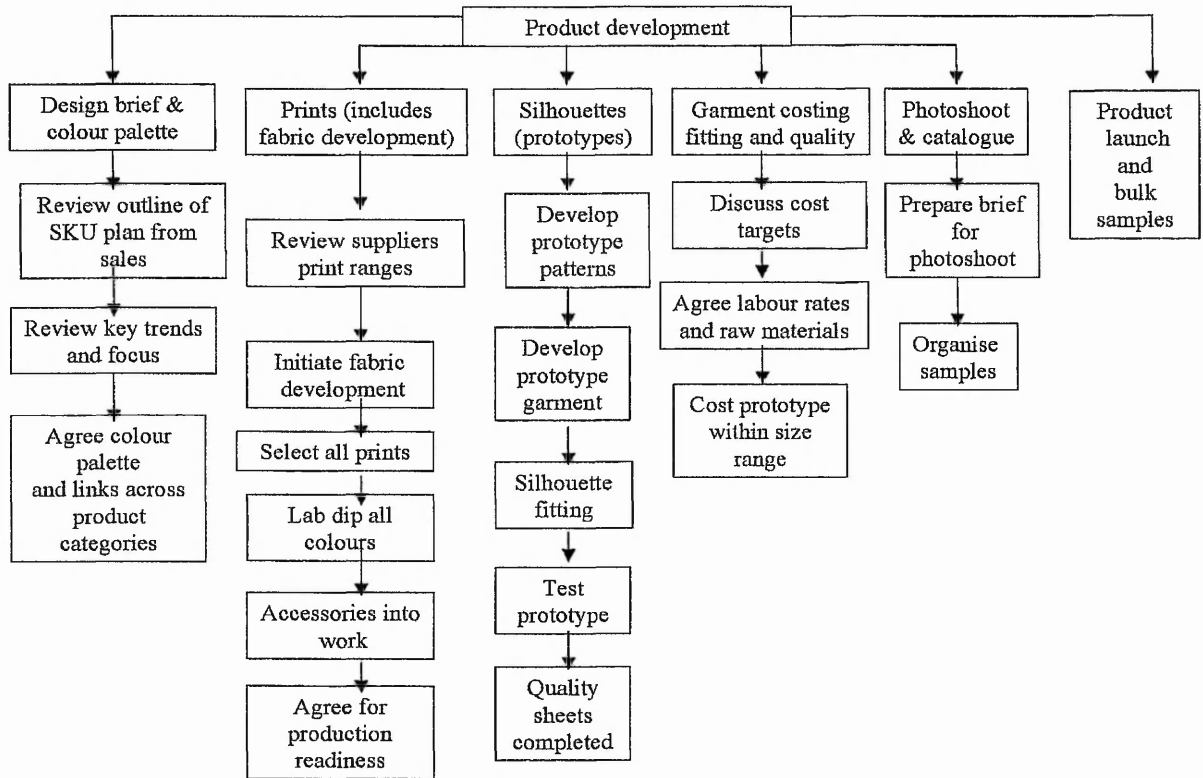 Product development
Design brief &
colour palette
Review outline of
SKU plan from
sales
Review key trends
and focus
Agree colour
palette
and links across
product
categories
Prints (includes
fabric development)
Review suppliers
print ranges
Initiate fabric
development
Select all prints
Lab dip all
colours
Accessories into
work
Agree for
production
readiness
Silhouettes
(prototypes)
Develop
prototype
patterns
Develop
prototype
garment
Silhouette
fitting
Test
prototype
Quality
sheets
completed
Garment costing
fitting and quality
Discuss cost
targets
Agree labour rates
and raw materials
Cost prototype
within size
range
Photoshoot
& catalogue
Prepare brief
for
photoshoot
Organise
samples
Product
launch
and
bulk
samples